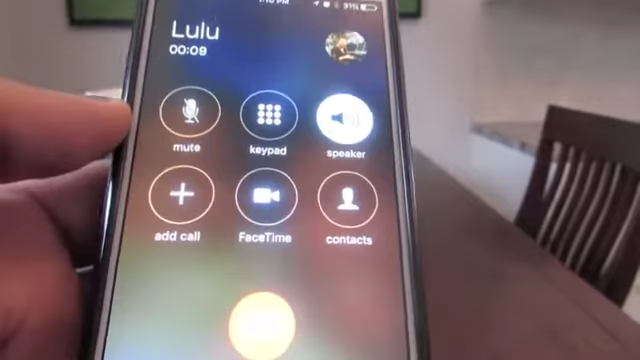 Lulu
00:09
mute
keypad
speaker
add call
FaceTime
contacts